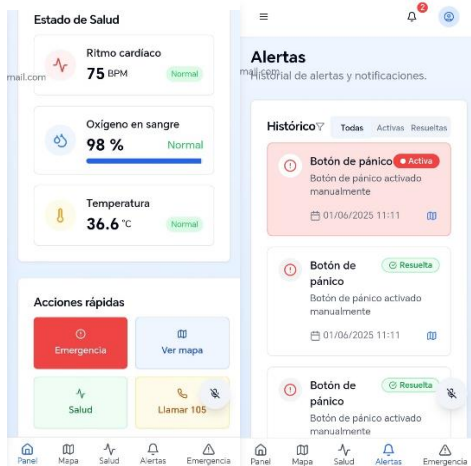 Estado de Salud
Ritmo cardíaco
75 BPM
Normal
mail.com
Oxígeno en sangre
98 %
Normal
Temperatura
36.6 °C
Normal
Acciones rápidas
Emergencia
Ver mapa
Salud
Llamar 105
Panel
Mapa
Salud
Alertas
Emergencia
2
Alertas
mail.com
Historial de alertas y notificaciones.
Histórico
Todas
Activas
Resueltas
Botón de pánico
Activa
Botón de pánico activado
manualmente
01/06/2025 11:11
Botón de
pánico
Resuelta
Botón de pánico activado
manualmente
01/06/2025 11:11
Botón de
pánico
Resuelta
Botón de pánico activado
manualmente
Panel
Mapa
Salud
Alertas
Emergencia